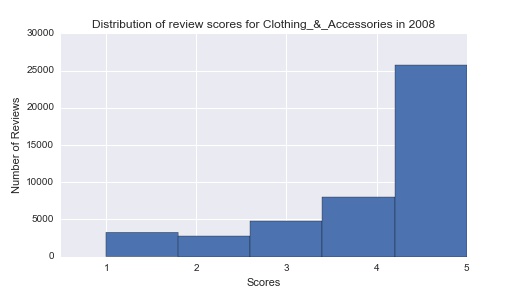 Distribution of review scores for Clothing_&_Accessories in 2008
30000
25000
20000
15000
10000
5000
0
Number of Reviews
1 2 3 4 5
Scores